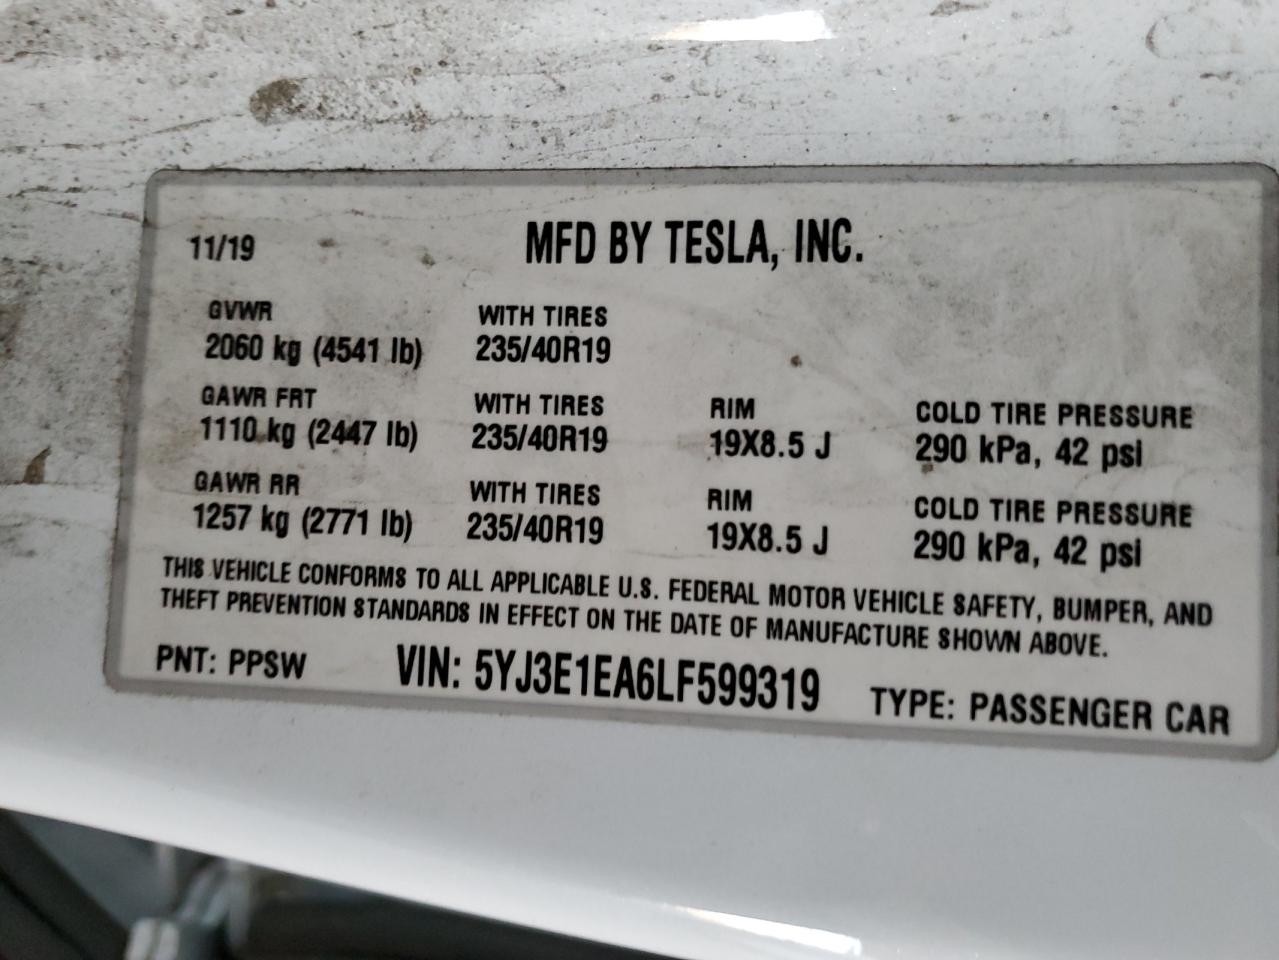 11/19 MFD BY TESLA, INC.
GVWR WITH TIRES
2060 kg (4541 lb) 235/40R19
GAWR FRT WITH TIRES RIM COLD TIRE PRESSURE
1110 kg (2447 lb) 235/40R19 19X8.5 J 290 kPa, 42 psi
GAWR RR WITH TIRES RIM COLD TIRE PRESSURE
1257 kg (2771 lb) 235/40R19 19X8.5 J 290 kPa, 42 psi
THIS VEHICLE CONFORMS TO ALL APPLICABLE U.S. FEDERAL MOTOR VEHICLE SAFETY, BUMPER, AND
THEFT PREVENTION STANDARDS IN EFFECT ON THE DATE OF MANUFACTURE SHOWN ABOVE.
PNT: PPSW VIN: 5YJ3E1EA6LF599319 TYPE: PASSENGER CAR